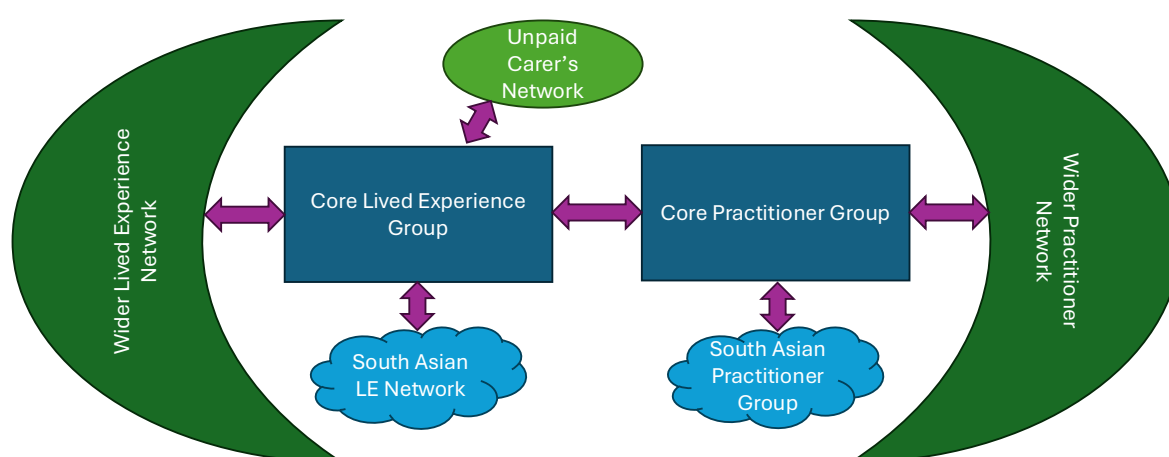 Unpaid
Carer’s
Network
Wider Lived Experience
Network
Core Lived Experience
Group
Core Practitioner Group
Wider Practitioner
Network
South Asian
LE Network
South Asian
Practitioner
Group